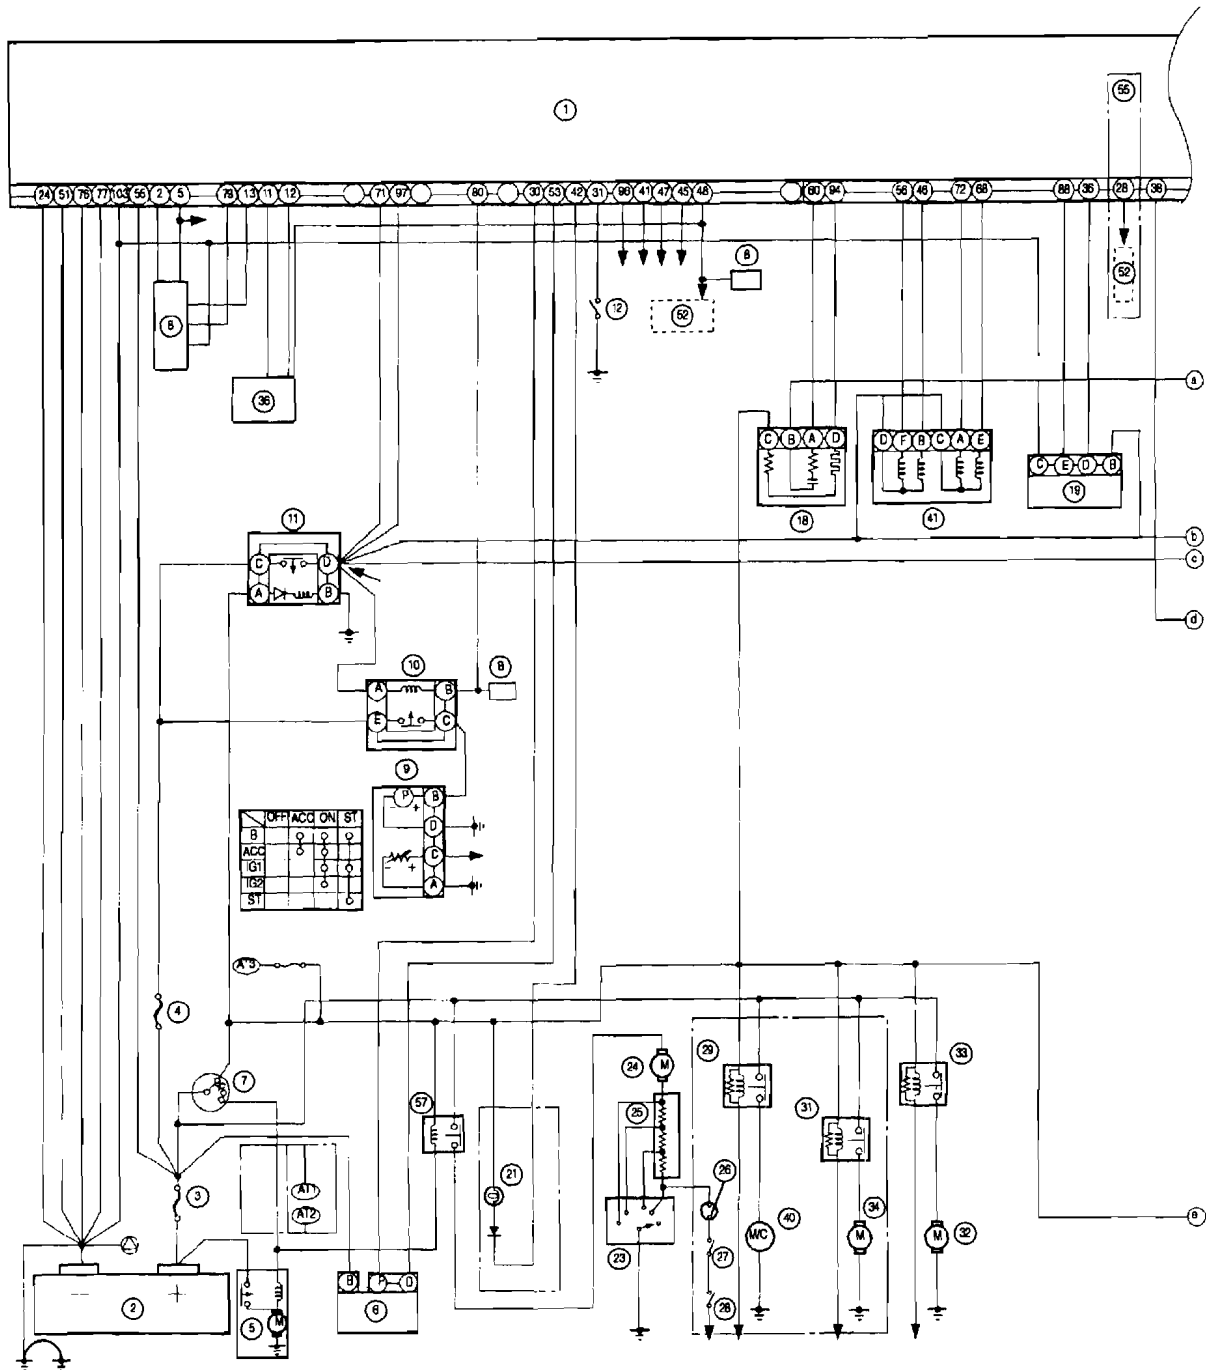 55
1
24 51 76 77 103 55 2 5 79 13 11 12 71 97 80 30 53 42 31 96 41 47 45 48 60 94 56 46 72 68 88 36 28 38
8
52
12
8
52
36
a
C B A D
D F B C A E
C E D B
19
18
41
11
b
C D
c
A B
d
10
8
A B
E C
9
P B
+
D
C
- +
A
OFF ACC ON ST
B
ACC
IG1
IG2
ST
AT3
4
7
57
24 M
29
33
25
31
21
26
AT1
3
AT2
23
27
40
M/C
34
M
M
32
e
28
B P D
6
− +
2
5
M